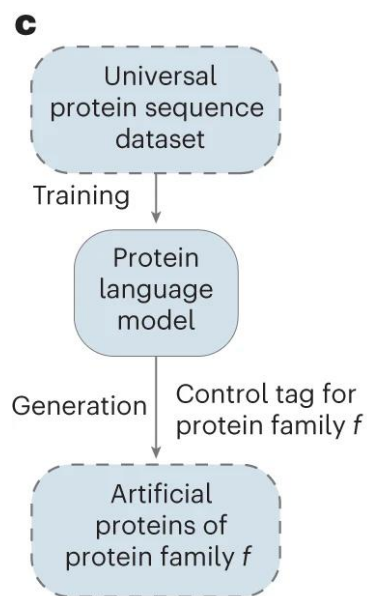 c
Universal
protein sequence
dataset
Training
Protein
language
model
Generation
Control tag for
protein family f
Artificial
proteins of
protein family f